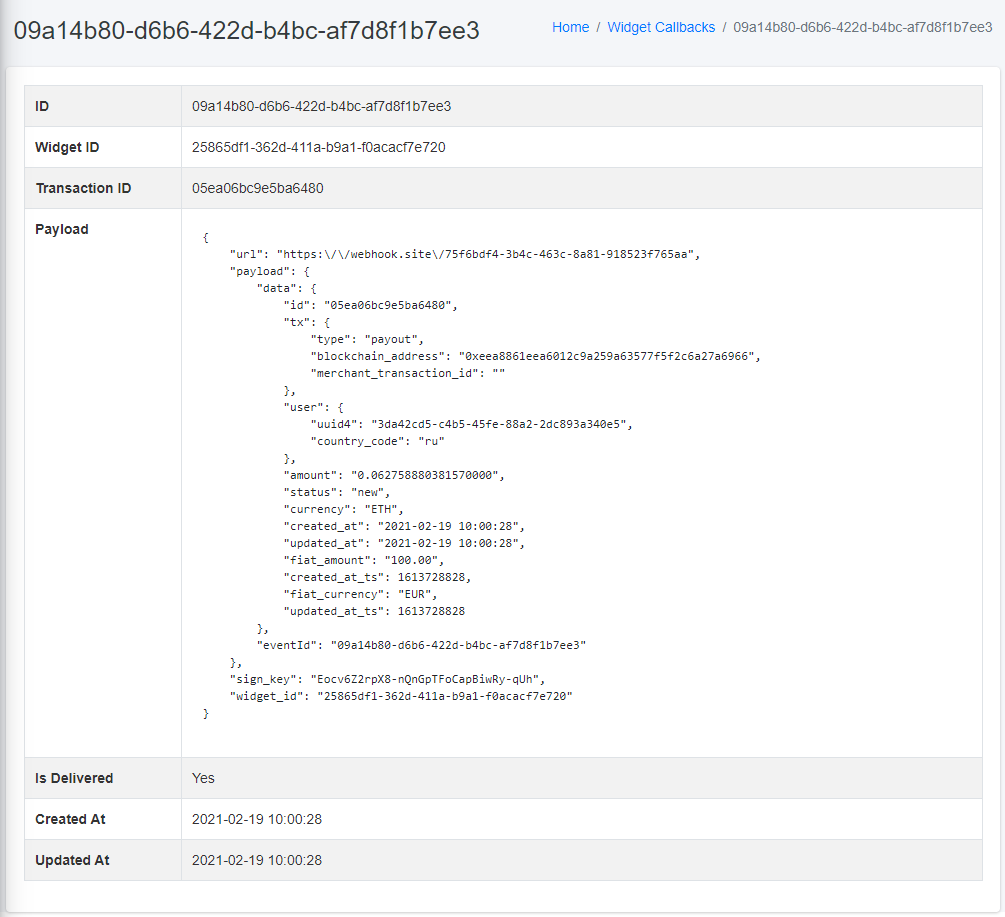 09a14b80-d6b6-422d-b4bc-af7d8f1b7ee3
Home / Widget Callbacks / 09a14b80-d6b6-422d-b4bc-af7d8f1b7ee3
ID 09a14b80-d6b6-422d-b4bc-af7d8f1b7ee3
Widget ID 25865df1-362d-411a-b9a1-f0acacf7e720
Transaction ID 05ea06bc9e5ba6480
Payload
{
"url": "https:\/\/webhook.site\/75f6bdf4-3b4c-463c-8a81-918523f765aa",
"payload": {
"data": {
"id": "05ea06bc9e5ba6480",
"tx": {
"type": "payout",
"blockchain_address": "0xeea8861eea6012c9a259a63577f5f2c6a27a6966",
"merchant_transaction_id": ""
},
"user": {
"uuid4": "3da42cd5-c4b5-45fe-88a2-2dc893a340e5",
"country_code": "ru"
},
"amount": "0.062758880381570000",
"status": "new",
"currency": "ETH",
"created_at": "2021-02-19 10:00:28",
"updated_at": "2021-02-19 10:00:28",
"fiat_amount": "100.00",
"created_at_ts": 1613728828,
"fiat_currency": "EUR",
"updated_at_ts": 1613728828
},
"eventId": "09a14b80-d6b6-422d-b4bc-af7d8f1b7ee3"
},
"sign_key": "Eocv6Z2rpX8-nQnGpTFoCapBiwRy-qUh",
"widget_id": "25865df1-362d-411a-b9a1-f0acacf7e720"
}
Is Delivered Yes
Created At 2021-02-19 10:00:28
Updated At 2021-02-19 10:00:28